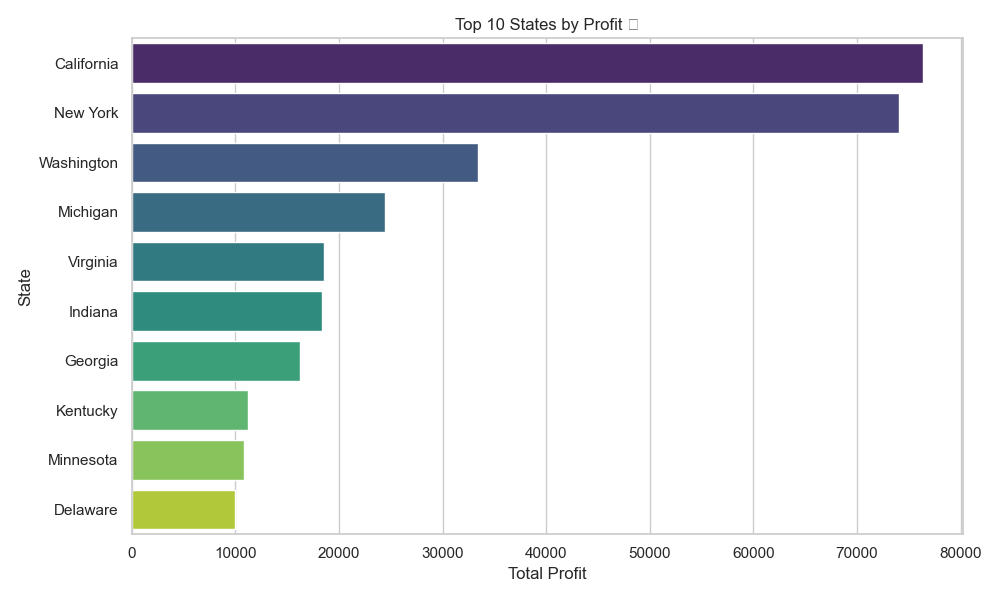 Top 10 States by Profit
California
New York
Washington
Michigan
Virginia
Indiana
Georgia
Kentucky
Minnesota
Delaware
State
0 10000 20000 30000 40000 50000 60000 70000 80000
Total Profit